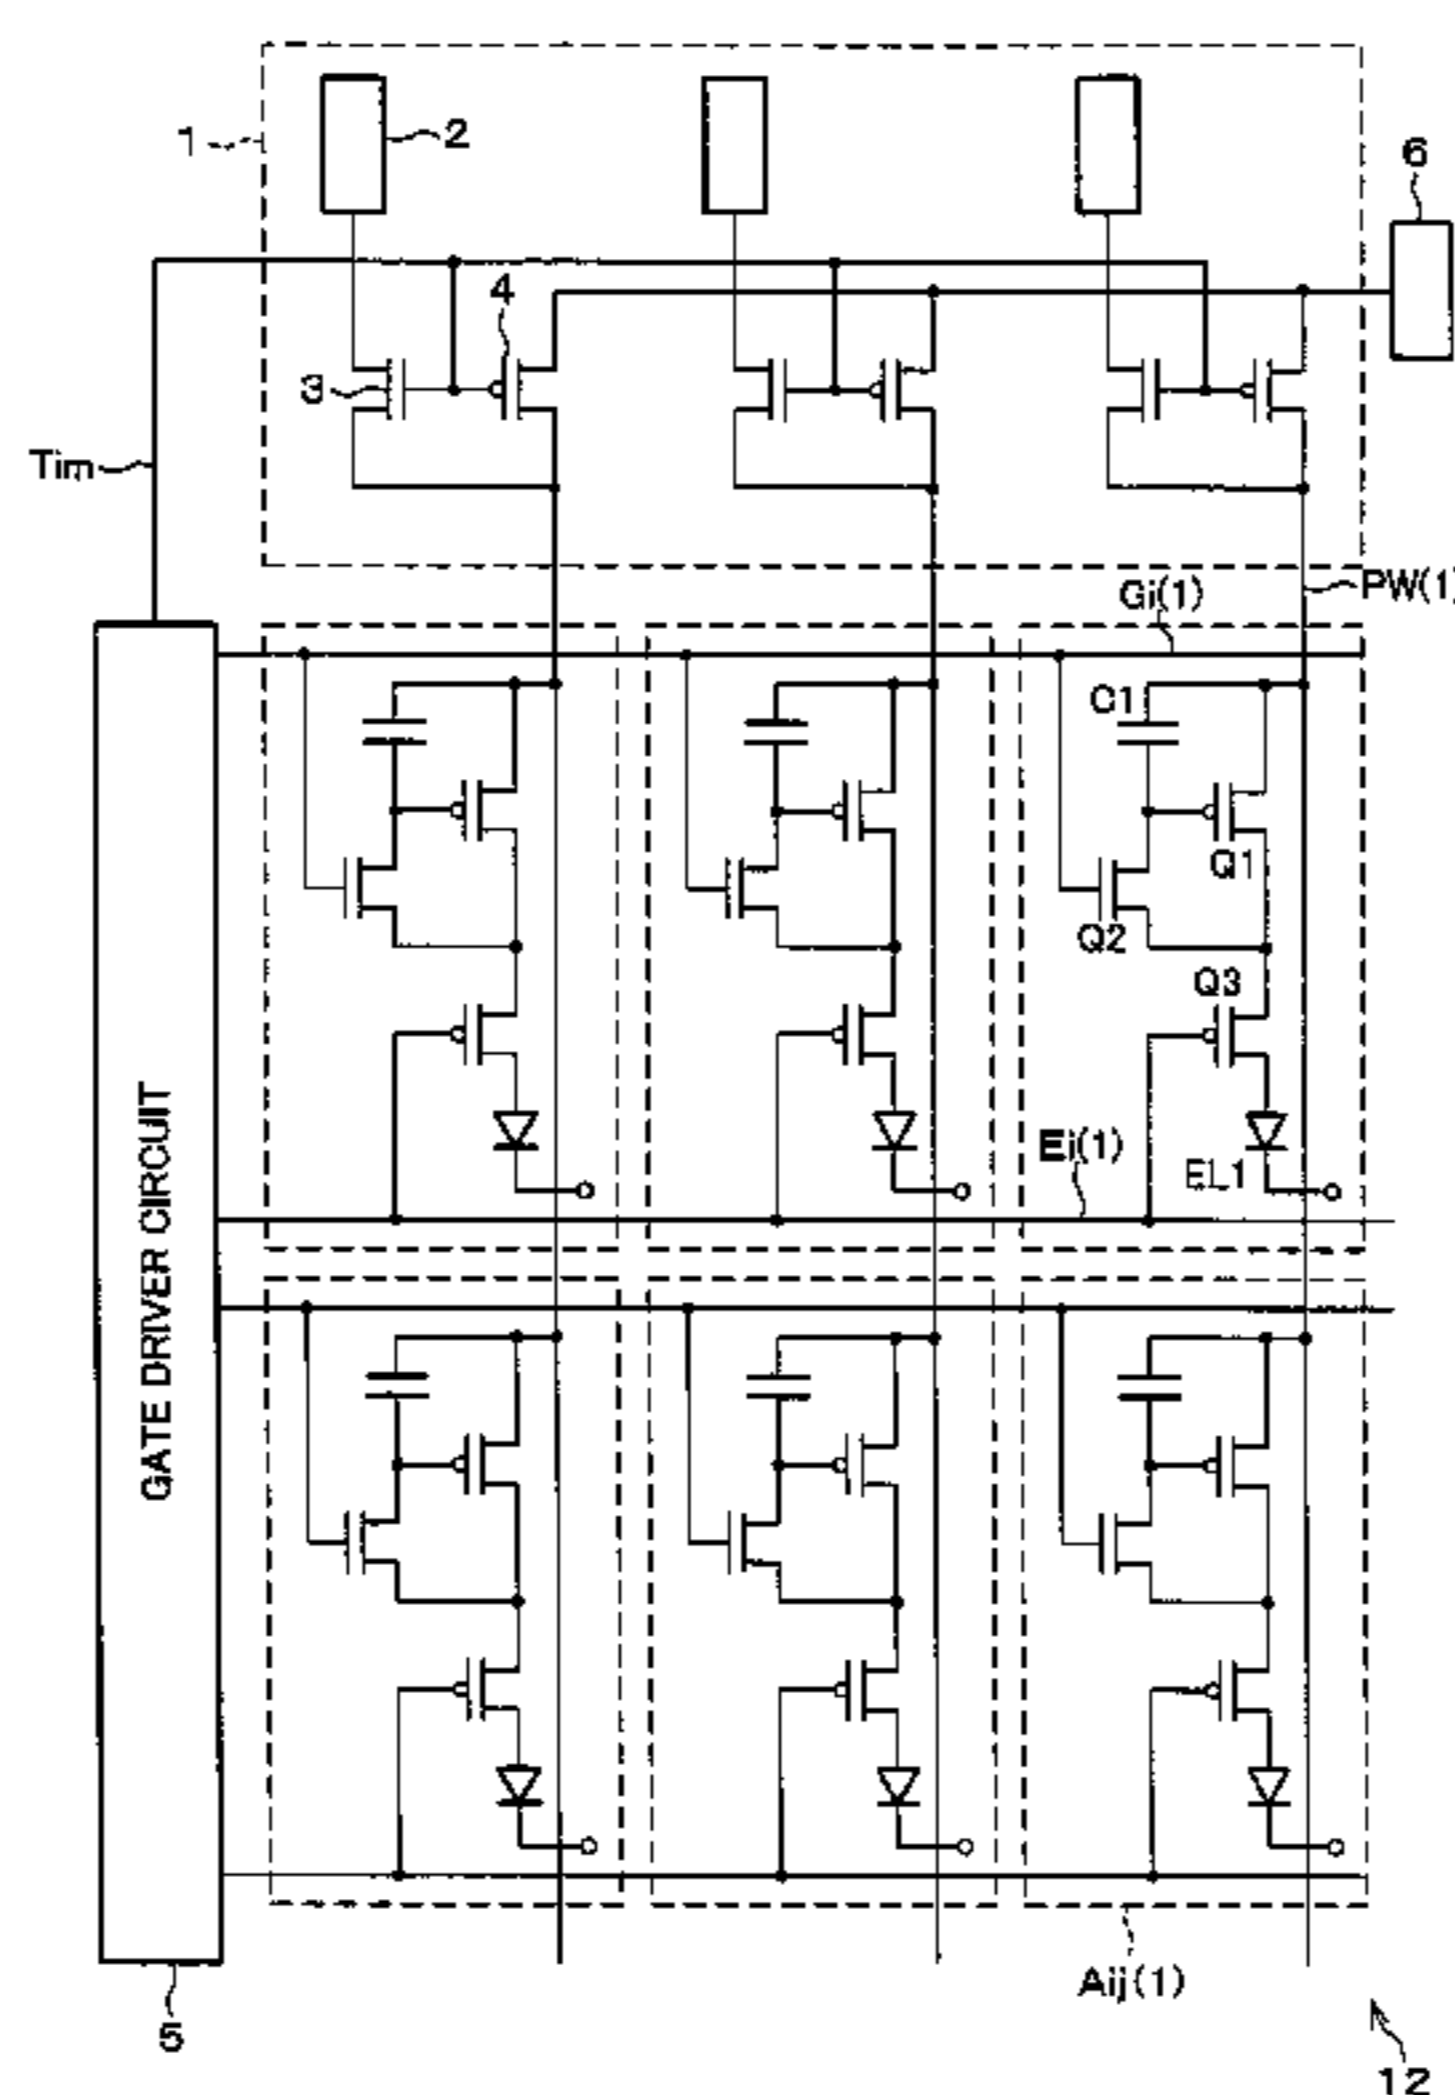 1
2
6
4
3
Tim
Gi(1)
PW(1)
C1
Q1
Q2
Q3
Ei(1)
EL1
GATE DRIVER CIRCUIT
Aij(1)
5
12